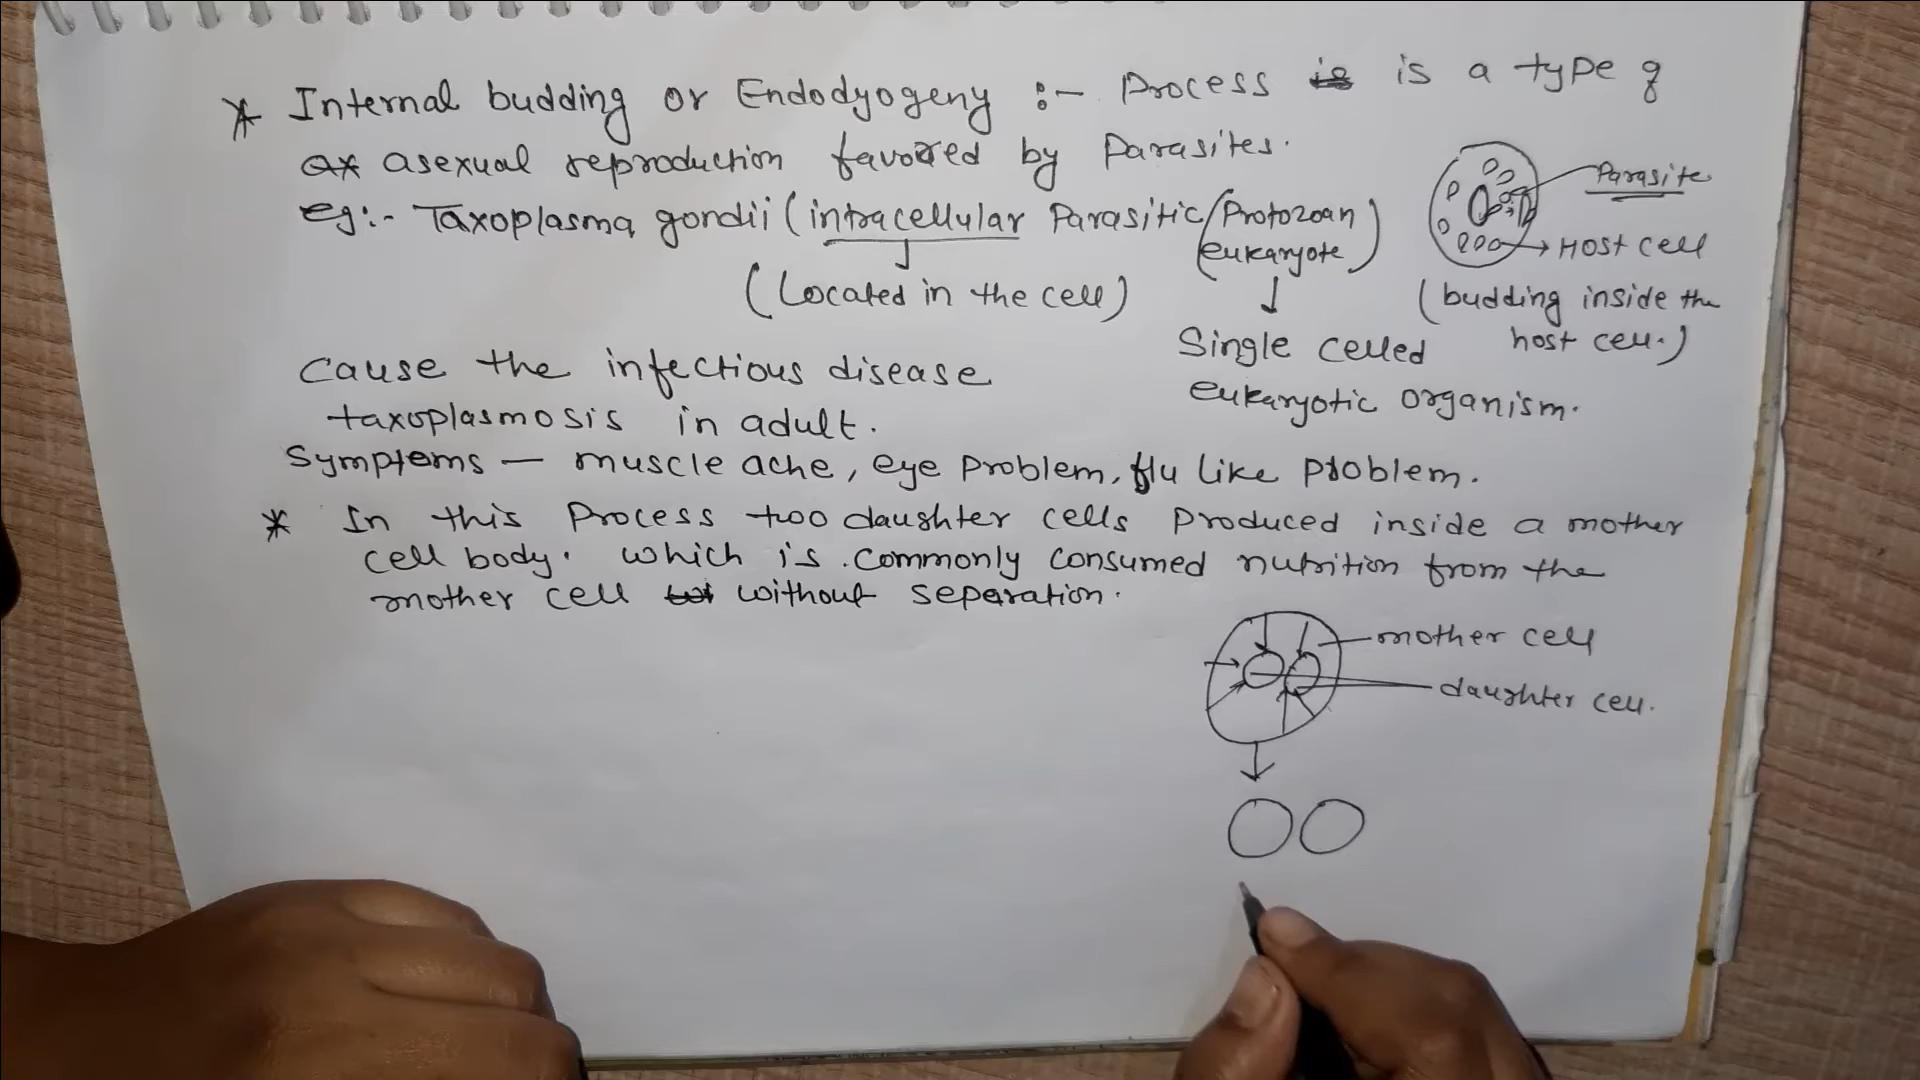 * Internal budding or Endodyogeny :- Process is is a type of
ax asexual reproduction favored by Parasites.
eg:- Taxoplasma gondii (intracellular Parasitic/Protozoan
eukaryote)
(Located in the cell)
Single celled
eukaryotic organism.
Parasite
Host cell
(budding inside the
host cell.)
Cause the infectious disease
taxoplasmosis in adult.
Symptems — muscle ache, eye Problem, flu like problem.
* In this Process two daughter cells Produced inside a mother
cell body. which is commonly consumed nutrition from the
mother cell without separation.
mother cell
daughter cell.